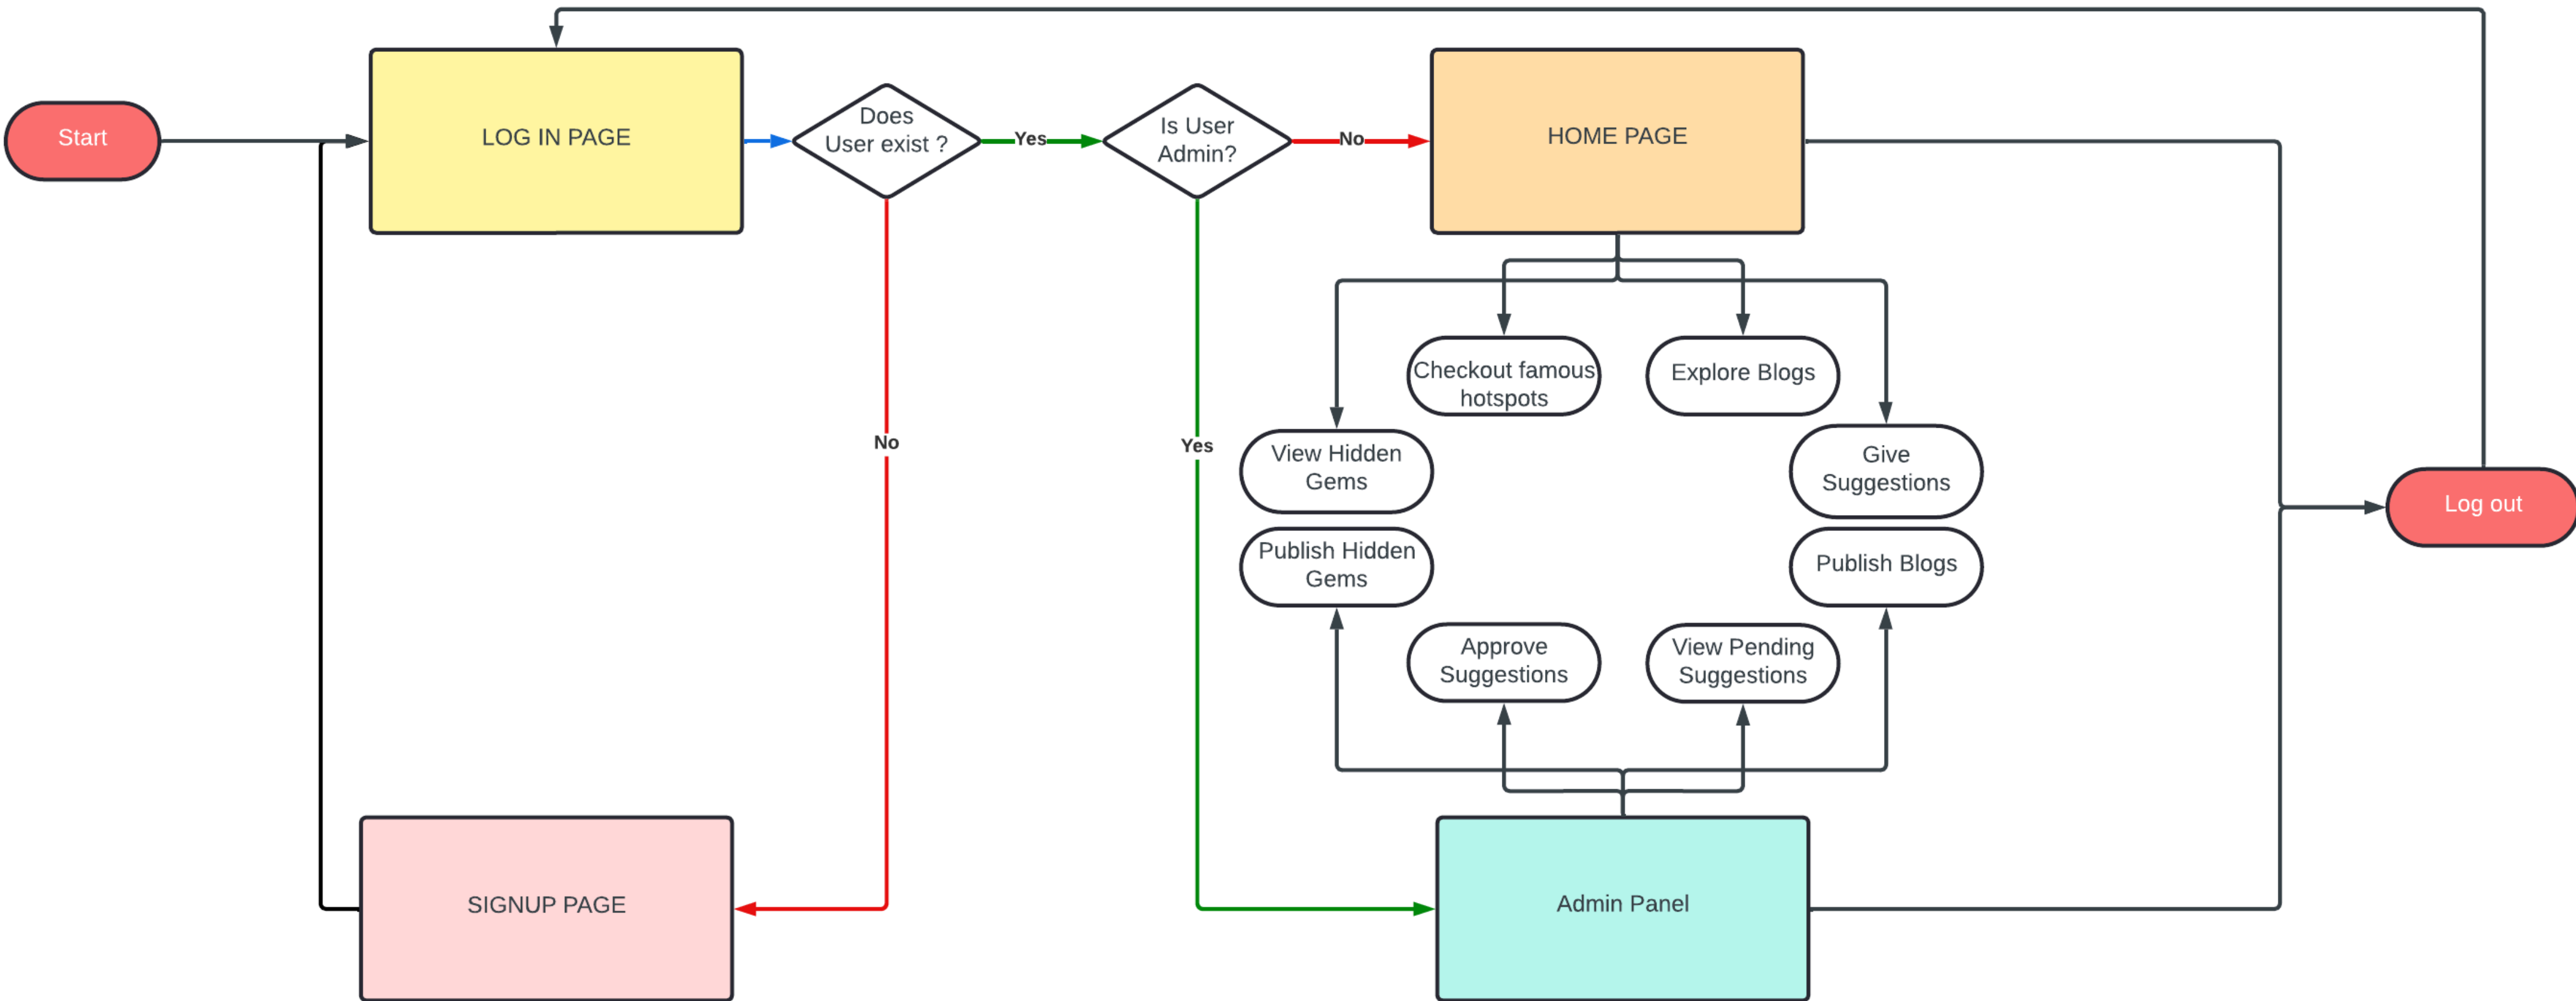 Start
LOG IN PAGE
Does
User exist ?
Yes
Is User
Admin?
No
HOME PAGE
Checkout famous
hotspots
Explore Blogs
No
Yes
View Hidden
Gems
Give
Suggestions
Log out
Publish Hidden
Gems
Publish Blogs
Approve
Suggestions
View Pending
Suggestions
SIGNUP PAGE
Admin Panel